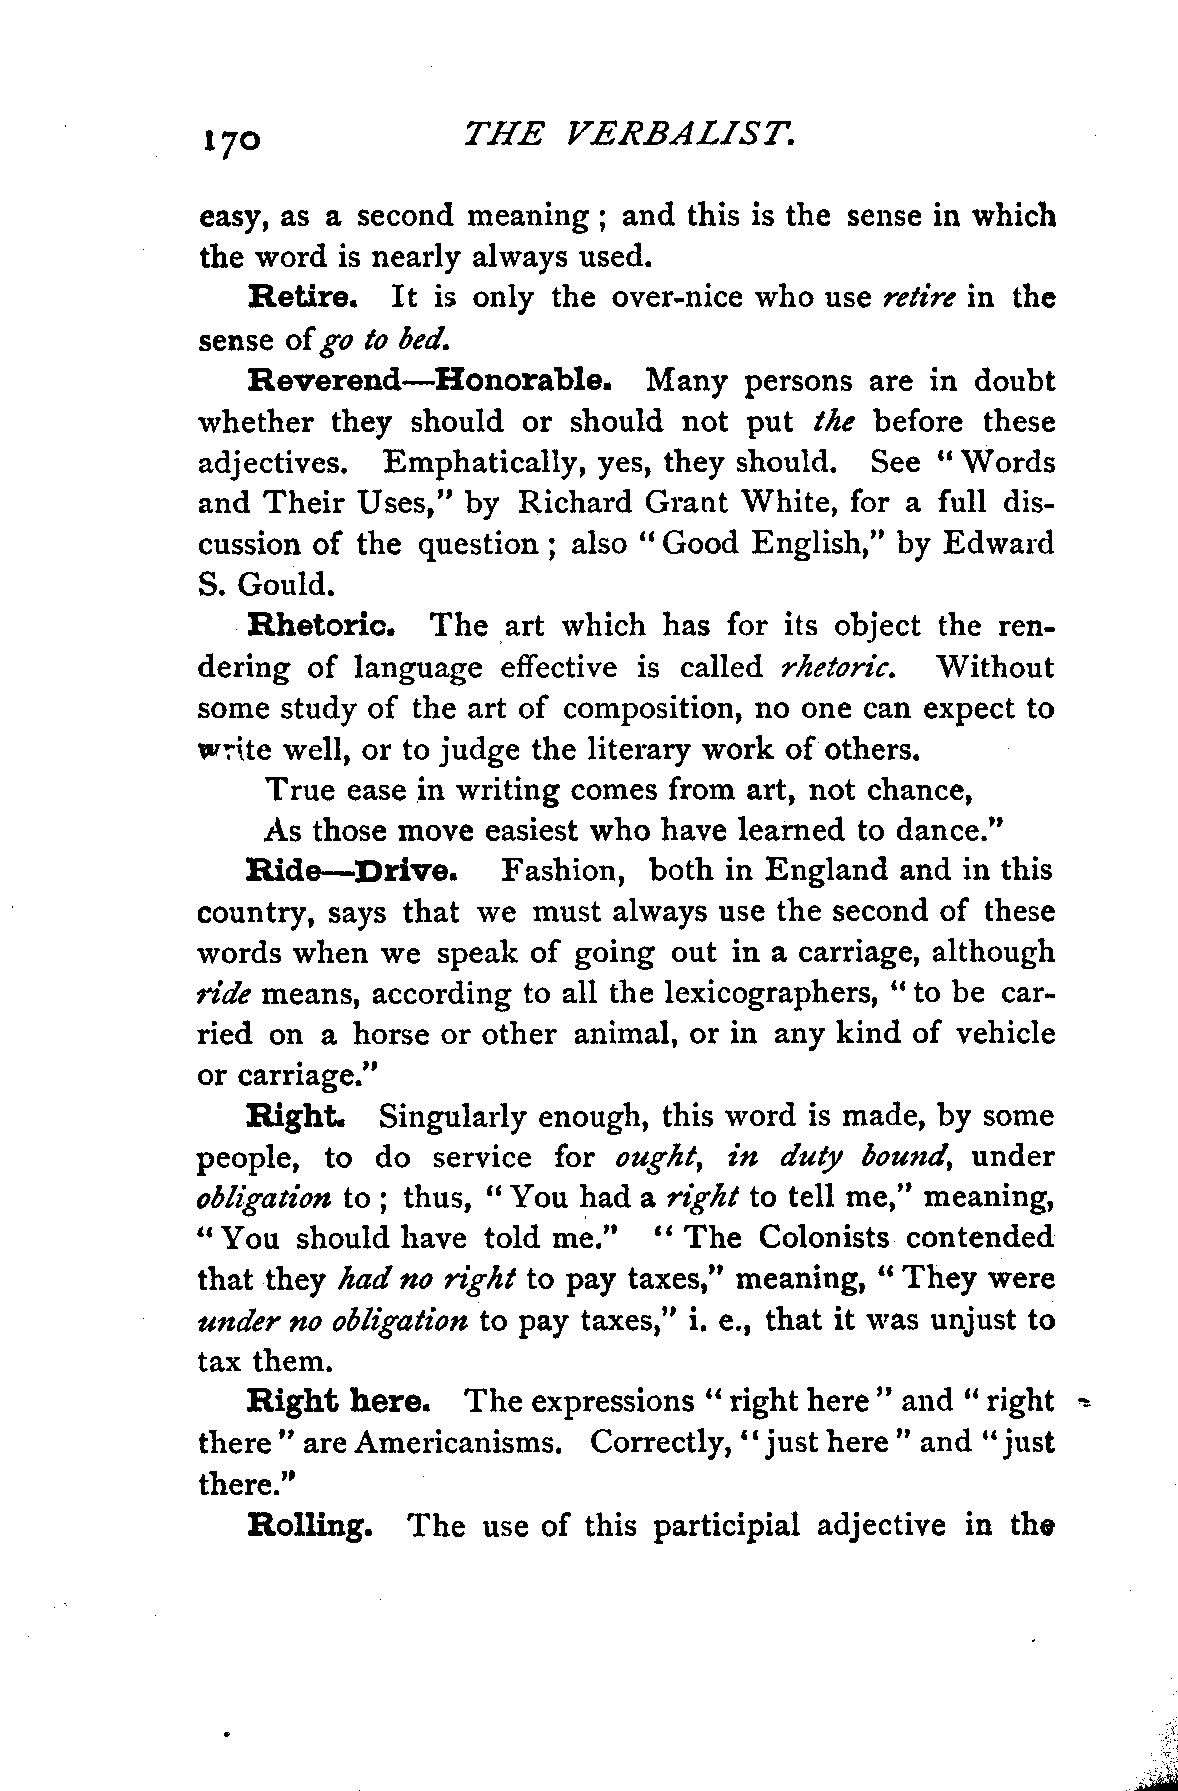 170 THE VERBALIST.
easy, as a second meaning ; and this is the sense in which
the word is nearly always used.
Retire. It is only the over-nice who use retire in the
sense of go to bed.
Reverend—Honorable. Many persons are in doubt
whether they should or should not put the before these
adjectives. Emphatically, yes, they should. See “ Words
and Their Uses,” by Richard Grant White, for a full dis-
cussion of the question ; also “ Good English,” by Edward
S. Gould.
Rhetoric. The art which has for its object the ren-
dering of language effective is called rhetoric. Without
some study of the art of composition, no one can expect to
write well, or to judge the literary work of others.
True ease in writing comes from art, not chance,
As those move easiest who have learned to dance.”
Ride—Drive. Fashion, both in England and in this
country, says that we must always use the second of these
words when we speak of going out in a carriage, although
ride means, according to all the lexicographers, “ to be car-
ried on a horse or other animal, or in any kind of vehicle
or carriage.”
Right. Singularly enough, this word is made, by some
people, to do service for ought, in duty bound, under
obligation to ; thus, “ You had a right to tell me,” meaning,
“ You should have told me.” “ The Colonists contended
that they had no right to pay taxes,” meaning, “ They were
under no obligation to pay taxes,” i. e., that it was unjust to
tax them.
Right here. The expressions “ right here ” and “ right
there ” are Americanisms. Correctly, “ just here ” and “ just
there.”
Rolling. The use of this participial adjective in the